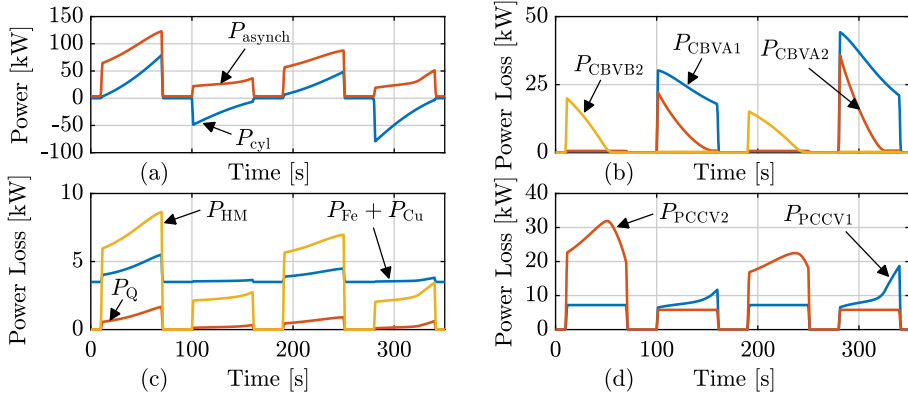 Power [kW]
150
100
50
0
-50
-100
P_asynch
P_cyl
(a)
Time [s]
Power Loss [kW]
50
25
0
P_CBVB2
P_CBVA1
P_CBVA2
(b)
Time [s]
Power Loss [kW]
10
5
0
P_HM
P_Fe + P_Cu
P_Q
0 100 200 300
(c)
Time [s]
Power Loss [kW]
40
30
20
10
0
P_PCCV2
P_PCCV1
0 100 200 300
(d)
Time [s]